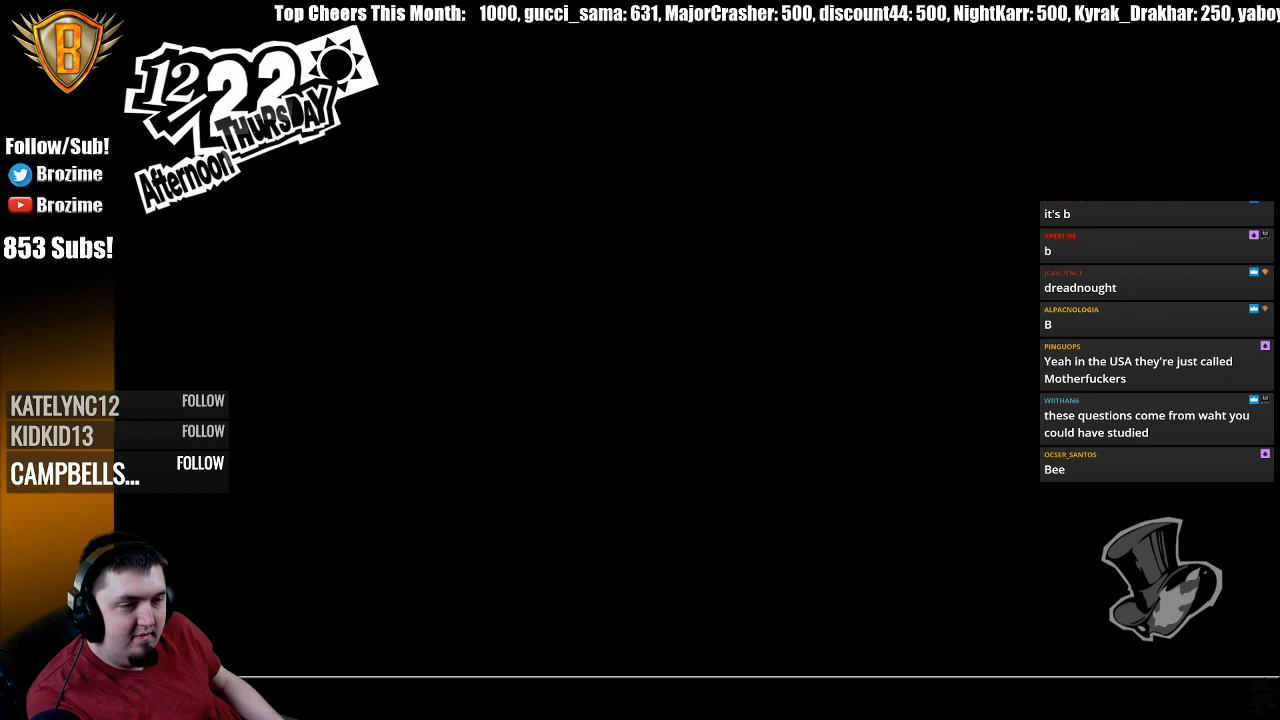 Top Cheers This Month: 1000, gucci_sama: 631, MajorCrasher: 500, discount44: 500, NightKarr: 500, Kyrak_Drakhar: 250,
B
12/22
THURSDAY
Afternoon
Follow/Sub!
Brozime
Brozime
853 Subs!
KATELYNC12 FOLLOW
KIDKID13 FOLLOW
CAMPBELLS... FOLLOW
it's b
XPERTIRE
b
dreadnought
ALPACNOLOGIA
B
PINGUOPS
Yeah in the USA they're just called
Motherfuckers
WIITHAN6
these questions come from waht you
could have studied
OCSER_SANTOS
Bee